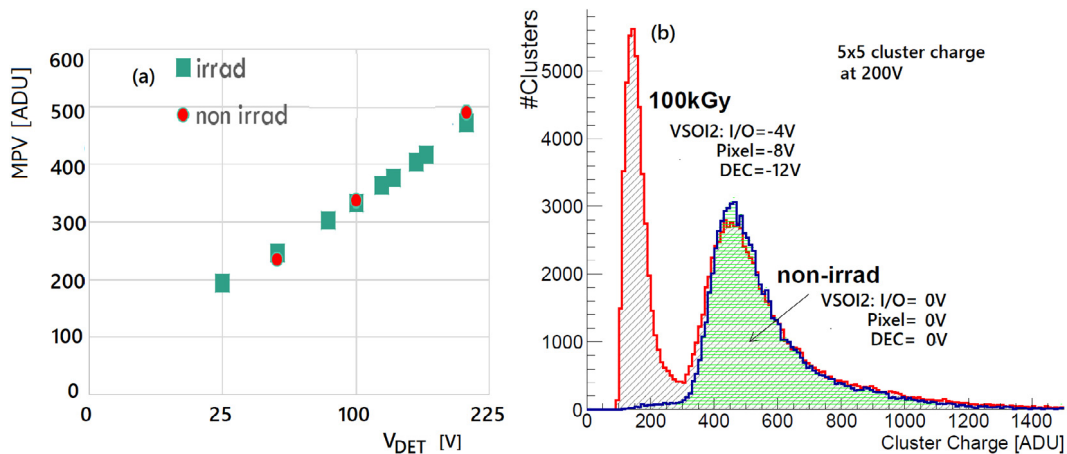 (a)
irrad
non irrad
MPV [ADU]
600
500
400
300
200
100
0
0 25 100 225
V_DET [V]
(b)
5x5 cluster charge
at 200V
#Clusters
100kGy
VSOI2: I/O=-4V
Pixel=-8V
DEC=-12V
non-irrad
VSOI2: I/O= 0V
Pixel= 0V
DEC= 0V
5000
4000
3000
2000
1000
0
0 200 400 600 800 1000 1200 1400
Cluster Charge [ADU]